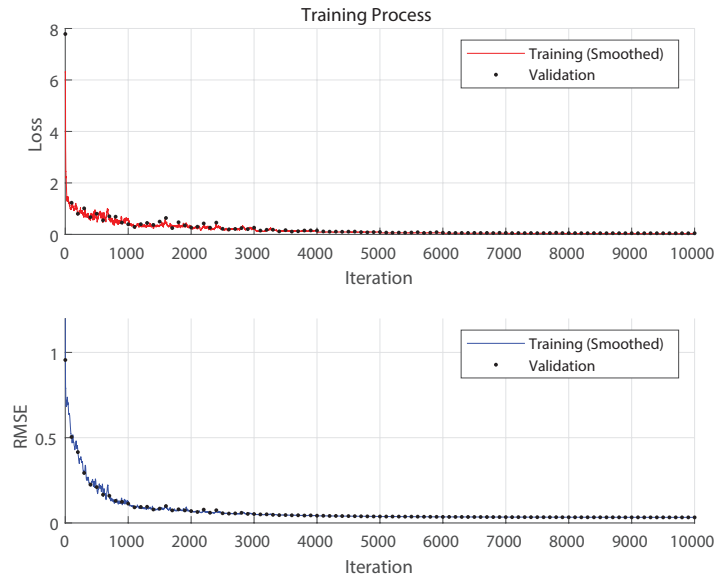 Training Process
8
6
4
2
0
Loss
Training (Smoothed)
Validation
0 1000 2000 3000 4000 5000 6000 7000 8000 9000 10000
Iteration
1
0.5
0
RMSE
Training (Smoothed)
Validation
0 1000 2000 3000 4000 5000 6000 7000 8000 9000 10000
Iteration